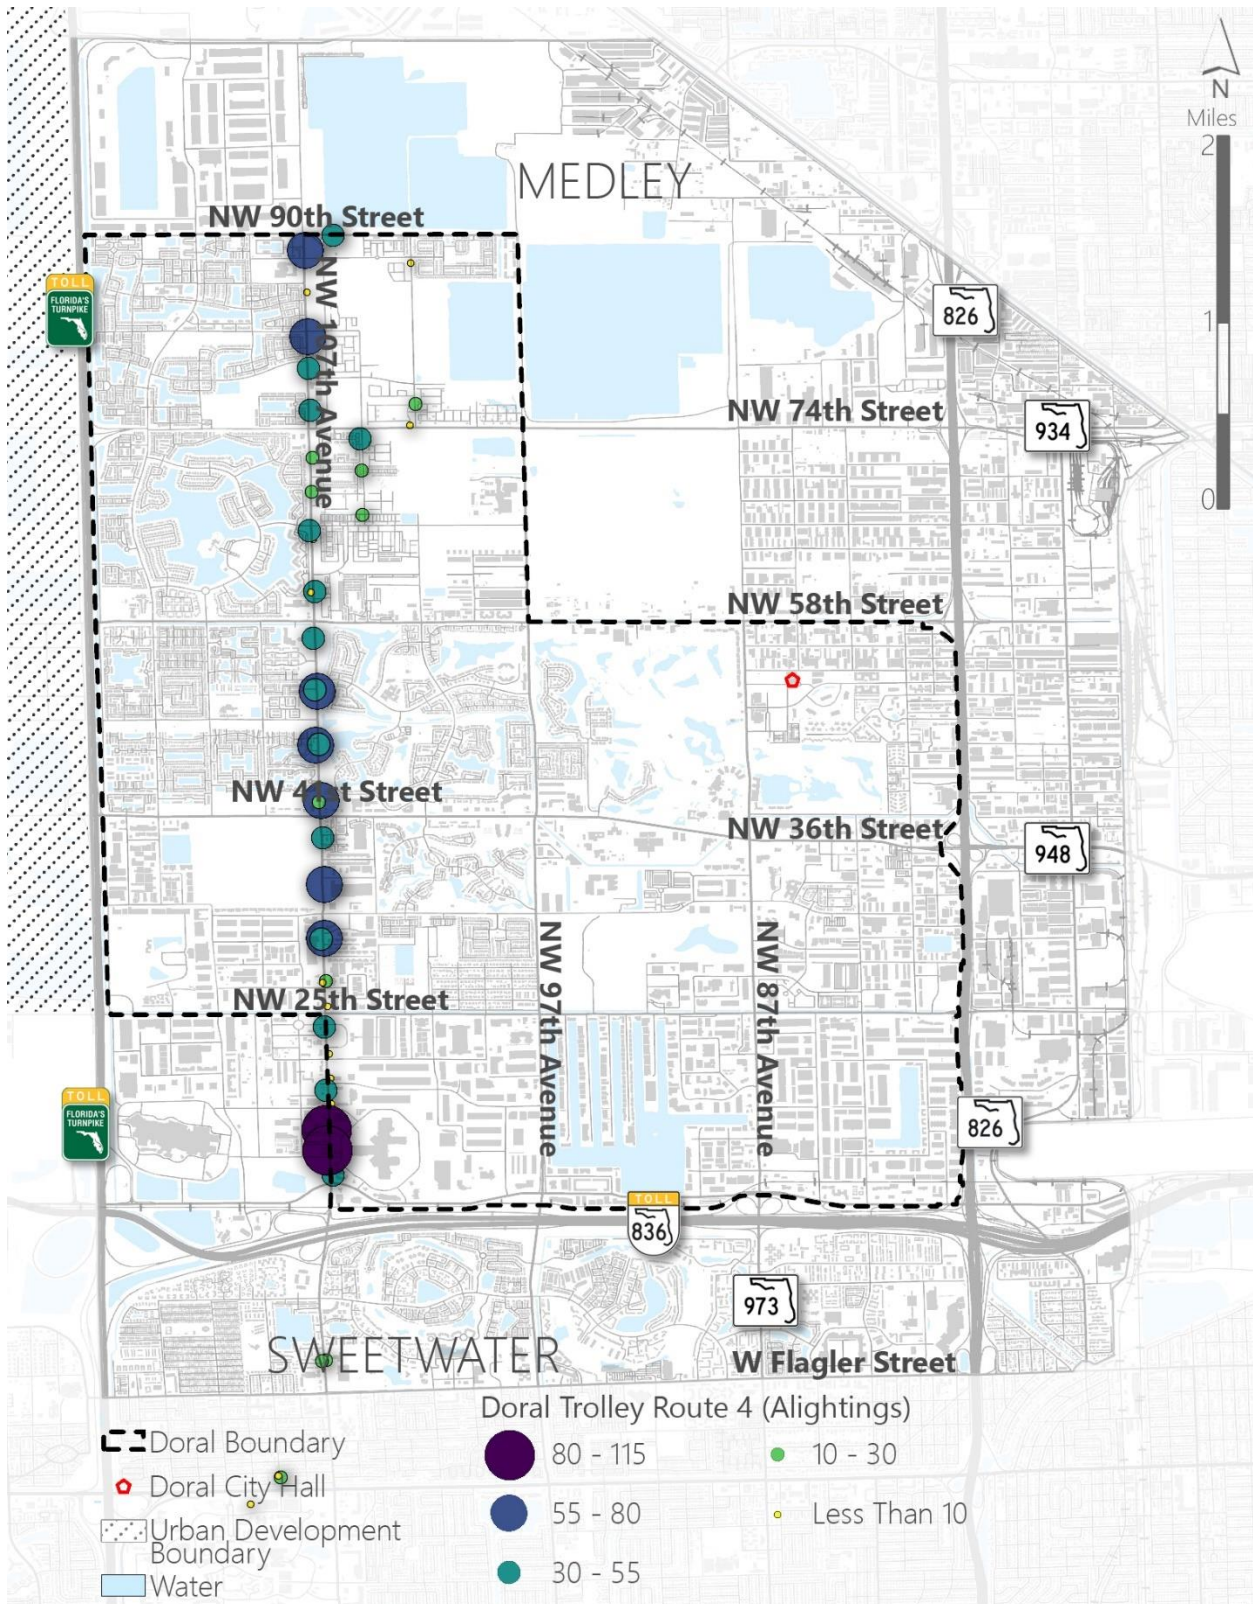 N
Miles
2
MEDLEY
NW 90th Street
TOLL
FLORIDA'S
TURNPIKE
NW 107th Avenue
826
1
NW 74th Street
934
0
NW 58th Street
NW 41st Street
NW 36th Street
948
NW 25th Street
NW 97th Avenue
NW 87th Avenue
TOLL
FLORIDA'S
TURNPIKE
826
TOLL
836
973
SWEETWATER
W Flagler Street
Doral Trolley Route 4 (Alightings)
Doral Boundary
80 - 115
10 - 30
Doral City Hall
55 - 80
Less Than 10
Urban Development
Boundary
30 - 55
Water